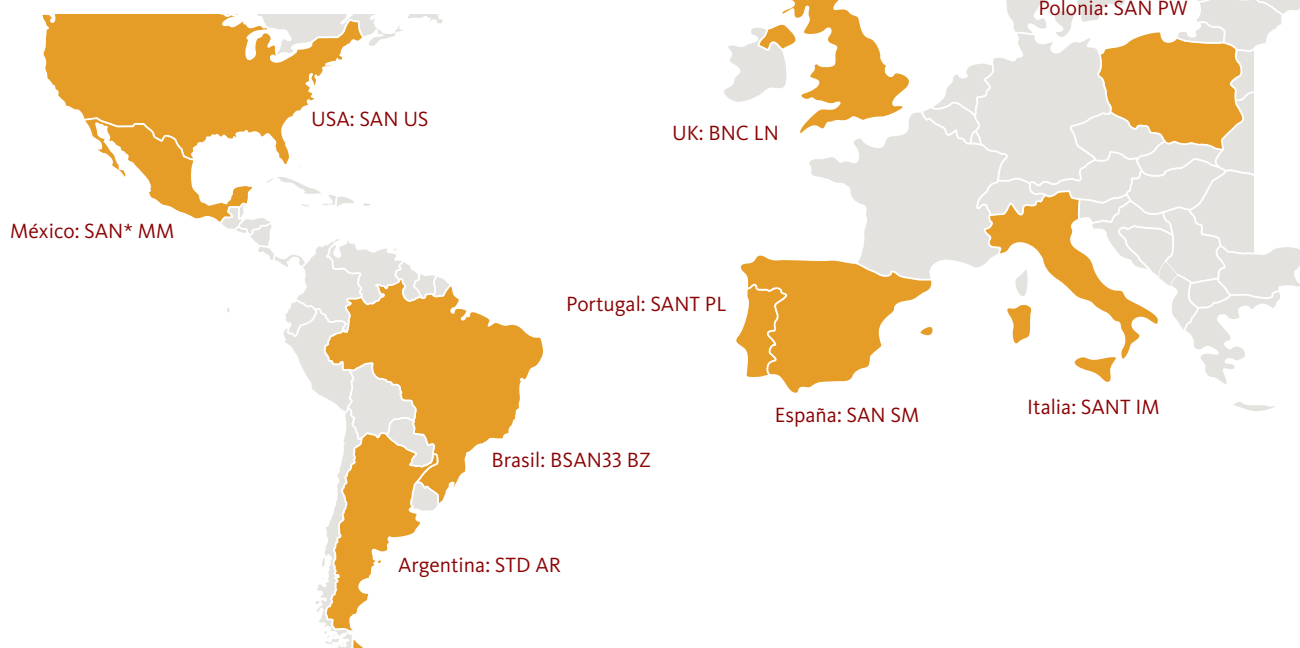 Polonia: SAN PW
USA: SAN US
UK: BNC LN
México: SAN* MM
Portugal: SANT PL
España: SAN SM
Italia: SANT IM
Brasil: BSAN33 BZ
Argentina: STD AR